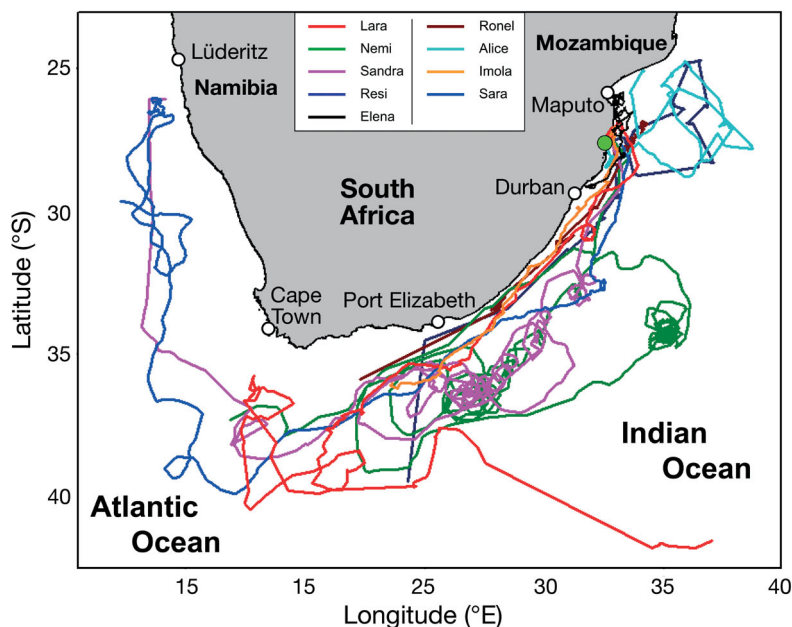 Lara
Nemi
Sandra
Resi
Elena
Ronel
Alice
Imola
Sara
Lüderitz
Namibia
Mozambique
Maputo
Durban
South
Africa
Cape
Town
Port Elizabeth
Indian
Ocean
Atlantic
Ocean
25
30
35
40
Latitude (°S)
15
15
25
30
35
40
Longitude (°E)